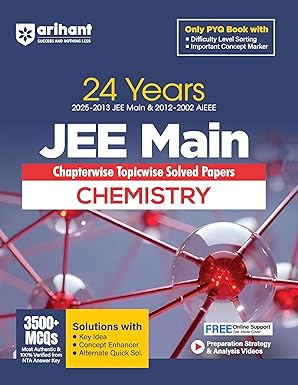 arihant
SUCCESS AND NOTHING LESS
Only PYQ Book with
• Difficulty Level Sorting
• Important Concept Marker
24 Years
2025-2013 JEE Main & 2012-2002 AIEEE
JEE Main
Chapterwise Topicwise Solved Papers
CHEMISTRY
3500+
MCQs
Most Authentic &
100% Verified from
NTA Answer Key
Solutions with
• Key Idea
• Concept Enhancer
• Alternate Quick Sol.
FREE Online Support
See Inside Cover
Preparation Strategy
& Analysis Videos